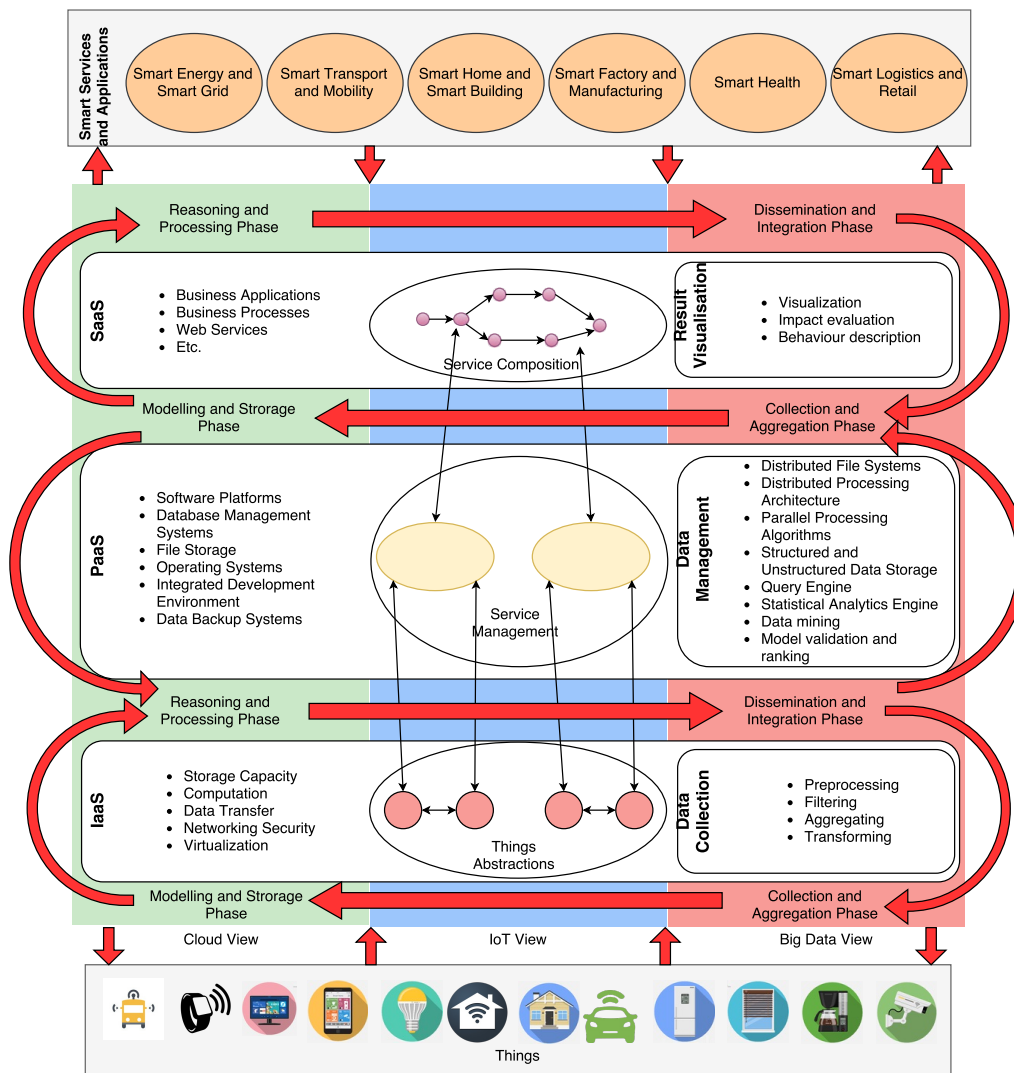 Smart Services
and Applications
Smart Energy and
Smart Grid
Smart Transport
and Mobility
Smart Home and
Smart Building
Smart Factory and
Manufacturing
Smart Health
Smart Logistics and
Retail
Reasoning and
Processing Phase
Dissemination and
Integration Phase
SaaS
• Business Applications
• Business Processes
• Web Services
• Etc.
Service Composition
Result
Visualisation
• Visualization
• Impact evaluation
• Behaviour description
Modelling and Strorage
Phase
Collection and
Aggregation Phase
PaaS
• Software Platforms
• Database Management
Systems
• File Storage
• Operating Systems
• Integrated Development
Environment
• Data Backup Systems
Service
Management
Data
Management
• Distributed File Systems
• Distributed Processing
Architecture
• Parallel Processing
Algorithms
• Structured and
Unstructured Data Storage
• Query Engine
• Statistical Analytics Engine
• Data mining
• Model validation and
ranking
Reasoning and
Processing Phase
Dissemination and
Integration Phase
IaaS
• Storage Capacity
• Computation
• Data Transfer
• Networking Security
• Virtualization
Things
Abstractions
Data
Collection
• Preprocessing
• Filtering
• Aggregating
• Transforming
Modelling and Strorage
Phase
Collection and
Aggregation Phase
Cloud View
IoT View
Big Data View
Things